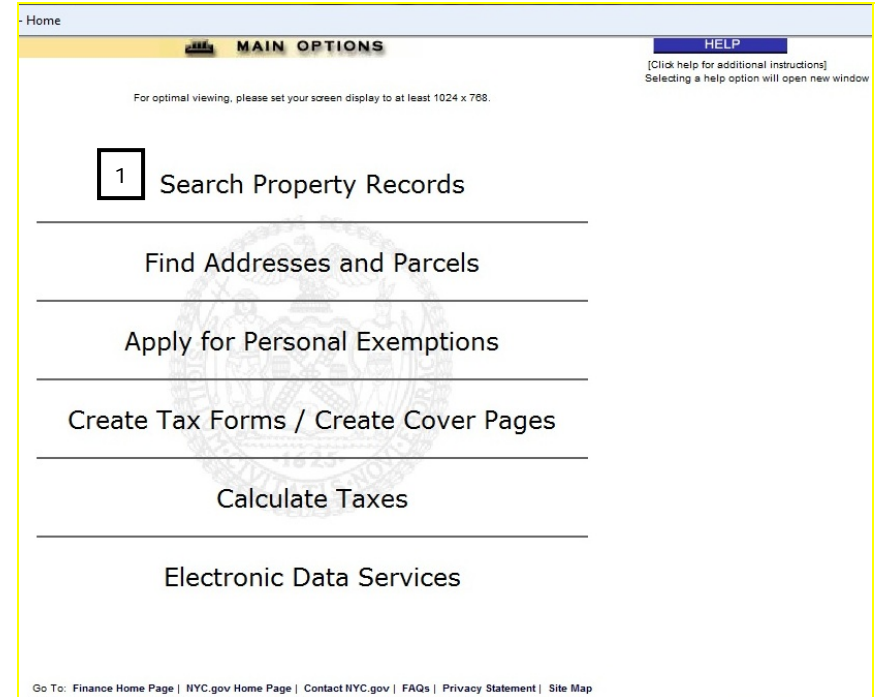 - Home
MAIN OPTIONS
HELP
[Click help for additional instructions]
Selecting a help option will open new window
For optimal viewing, please set your screen display to at least 1024 x 768.
1
Search Property Records
Find Addresses and Parcels
Apply for Personal Exemptions
Create Tax Forms / Create Cover Pages
1625
Calculate Taxes
Electronic Data Services
Go To: Finance Home Page | NYC.gov Home Page | Contact NYC.gov | FAQs | Privacy Statement | Site Map